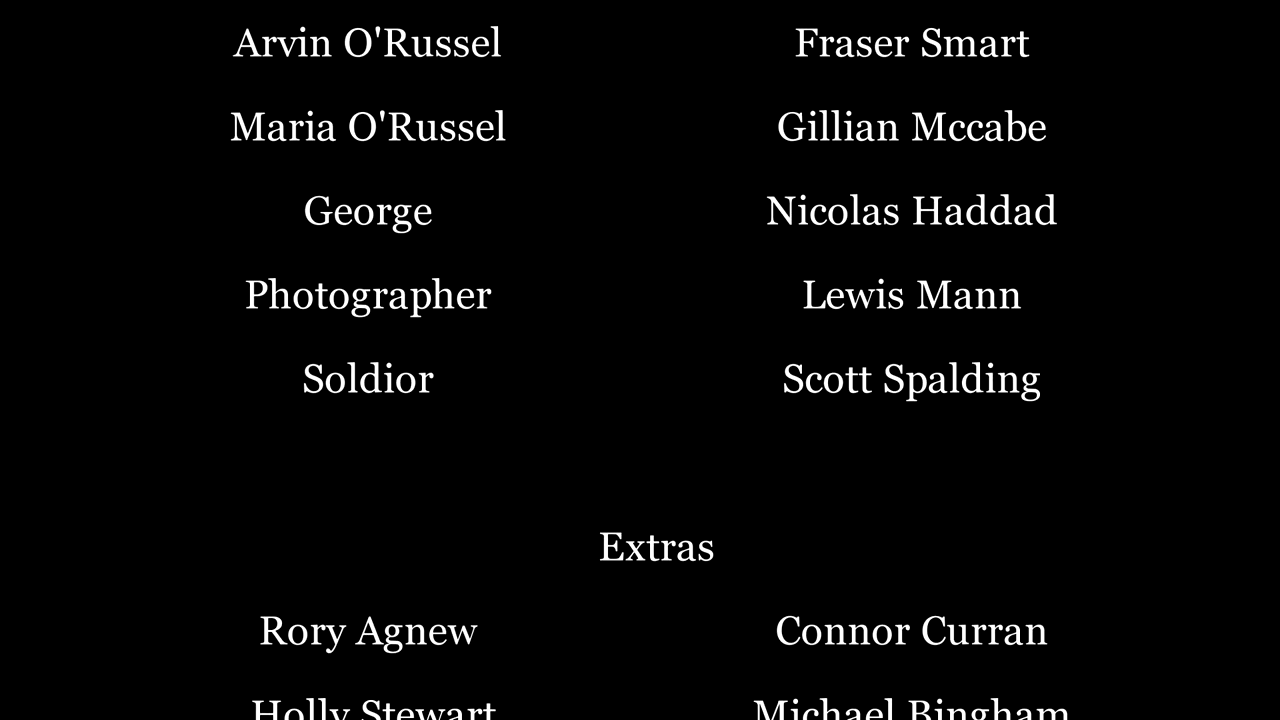 Arvin O'Russel Fraser Smart
Maria O'Russel Gillian Mccabe
George Nicolas Haddad
Photographer Lewis Mann
Soldior Scott Spalding
Extras
Rory Agnew Connor Curran
Holly Stewart Michael Bingham